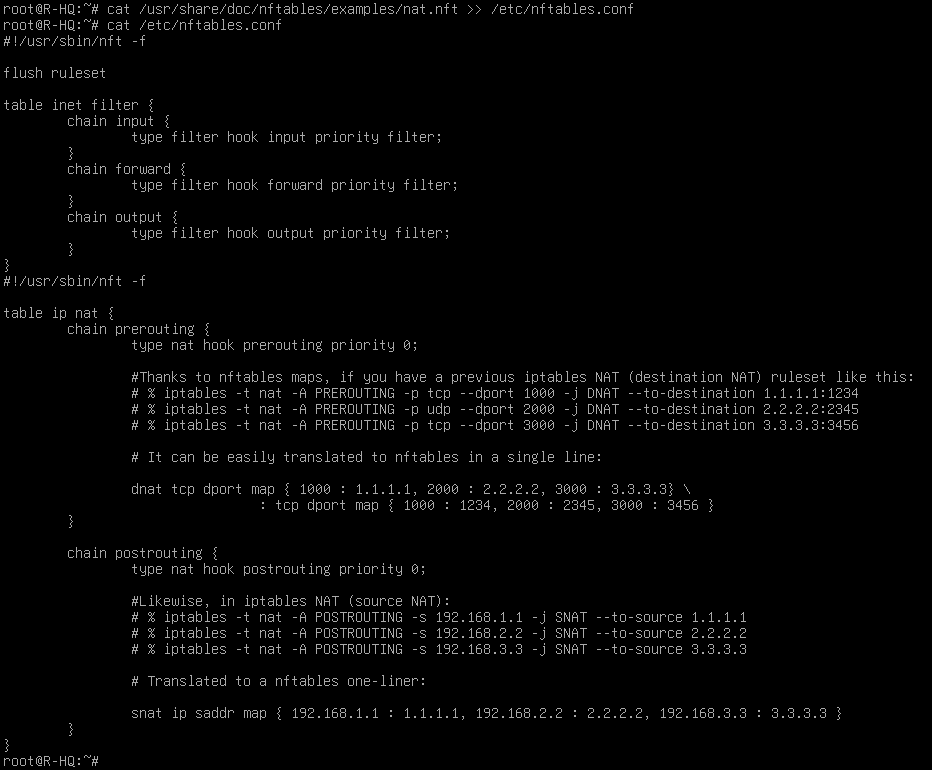 root@R-HQ:~# cat /usr/share/doc/nftables/examples/nat.nft >> /etc/nftables.conf
root@R-HQ:~# cat /etc/nftables.conf
#!/usr/sbin/nft -f

flush ruleset

table inet filter {
        chain input {
                type filter hook input priority filter;
        }
        chain forward {
                type filter hook forward priority filter;
        }
        chain output {
                type filter hook output priority filter;
        }
}
#!/usr/sbin/nft -f

table ip nat {
        chain prerouting {
                type nat hook prerouting priority 0;

                #Thanks to nftables maps, if you have a previous iptables NAT (destination NAT) ruleset like this:
                # % iptables -t nat -A PREROUTING -p tcp --dport 1000 -j DNAT --to-destination 1.1.1.1:1234
                # % iptables -t nat -A PREROUTING -p udp --dport 2000 -j DNAT --to-destination 2.2.2.2:2345
                # % iptables -t nat -A PREROUTING -p tcp --dport 3000 -j DNAT --to-destination 3.3.3.3:3456

                # It can be easily translated to nftables in a single line:

                dnat tcp dport map { 1000 : 1.1.1.1, 2000 : 2.2.2.2, 3000 : 3.3.3.3} \
                                : tcp dport map { 1000 : 1234, 2000 : 2345, 3000 : 3456 }
        }

        chain postrouting {
                type nat hook postrouting priority 0;

                #Likewise, in iptables NAT (source NAT):
                # % iptables -t nat -A POSTROUTING -s 192.168.1.1 -j SNAT --to-source 1.1.1.1
                # % iptables -t nat -A POSTROUTING -s 192.168.2.2 -j SNAT --to-source 2.2.2.2
                # % iptables -t nat -A POSTROUTING -s 192.168.3.3 -j SNAT --to-source 3.3.3.3

                # Translated to a nftables one-liner:

                snat ip saddr map { 192.168.1.1 : 1.1.1.1, 192.168.2.2 : 2.2.2.2, 192.168.3.3 : 3.3.3.3 }
        }
}
root@R-HQ:~#